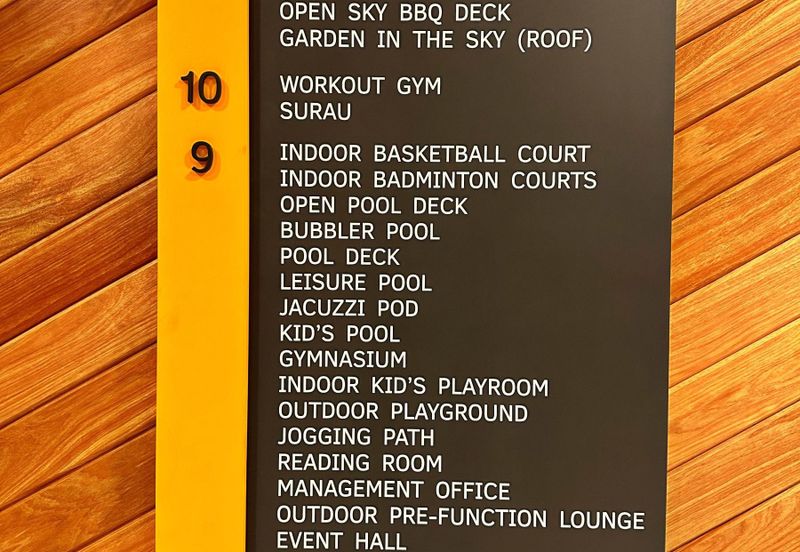 OPEN SKY BBQ DECK
GARDEN IN THE SKY (ROOF)
10 WORKOUT GYM
SURAU
9 INDOOR BASKETBALL COURT
INDOOR BADMINTON COURTS
OPEN POOL DECK
BUBBLER POOL
POOL DECK
LEISURE POOL
JACUZZI POD
KID'S POOL
GYMNASIUM
INDOOR KID'S PLAYROOM
OUTDOOR PLAYGROUND
JOGGING PATH
READING ROOM
MANAGEMENT OFFICE
OUTDOOR PRE-FUNCTION LOUNGE
EVENT HALL